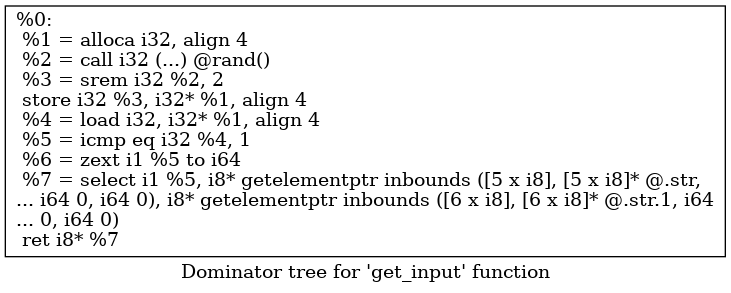 %0:
%1 = alloca i32, align 4
%2 = call i32 (...) @rand()
%3 = srem i32 %2, 2
store i32 %3, i32* %1, align 4
%4 = load i32, i32* %1, align 4
%5 = icmp eq i32 %4, 1
%6 = zext i1 %5 to i64
%7 = select i1 %5, i8* getelementptr inbounds ([5 x i8], [5 x i8]* @.str,
... i64 0, i64 0), i8* getelementptr inbounds ([6 x i8], [6 x i8]* @.str.1, i64
... 0, i64 0)
ret i8* %7
Dominator tree for 'get_input' function